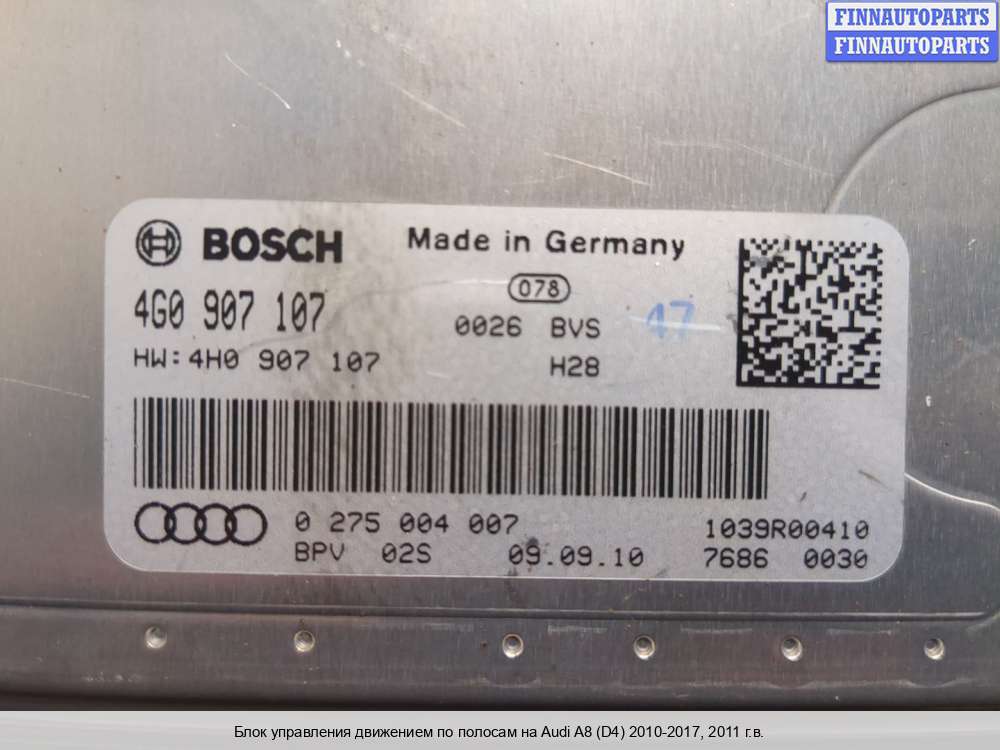 FINNAUTOPARTS
FINNAUTOPARTS
BOSCH
Made in Germany
4G0 907 107
078
0026 BVS
47
HW:4H0 907 107
H28
0 275 004 007
1039R00410
BPV 02S
09.09.10
7686 0030
Блок управления движением по полосам на Audi A8 (D4) 2010-2017, 2011 г.в.